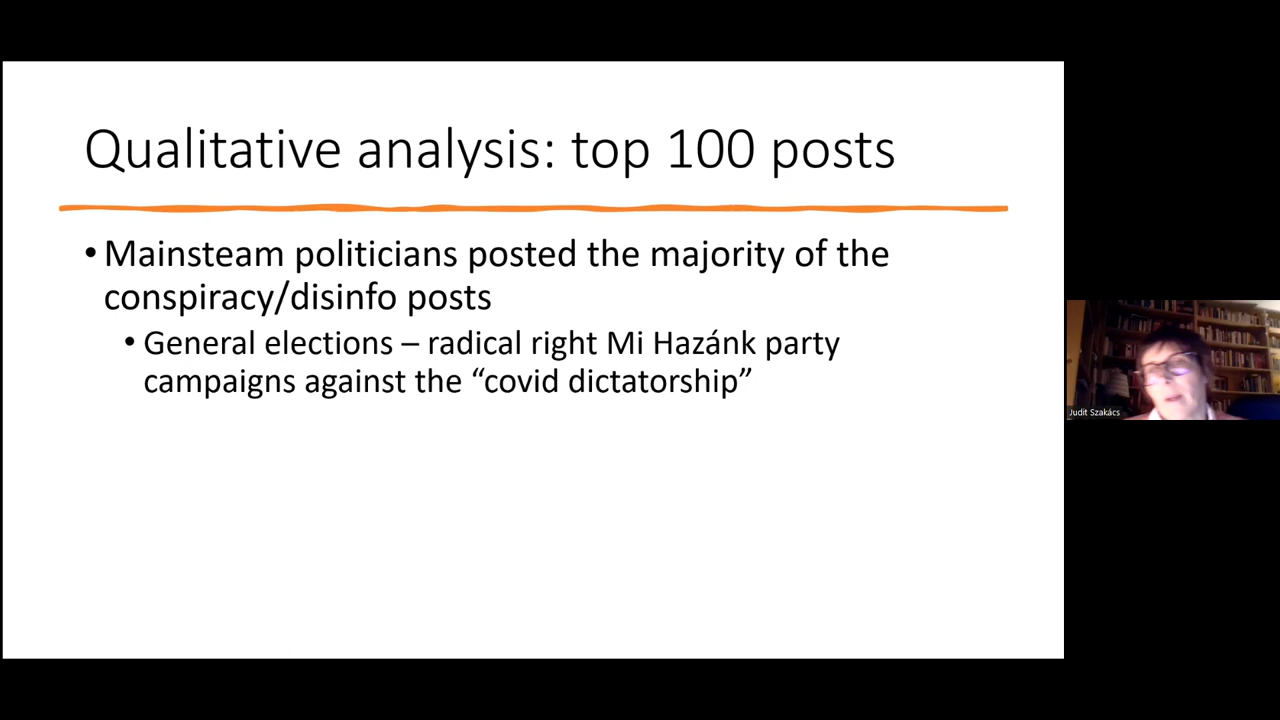 Qualitative analysis: top 100 posts
• Mainsteam politicians posted the majority of the
conspiracy/disinfo posts
• General elections – radical right Mi Hazánk party
campaigns against the “covid dictatorship”
Judit Szakács